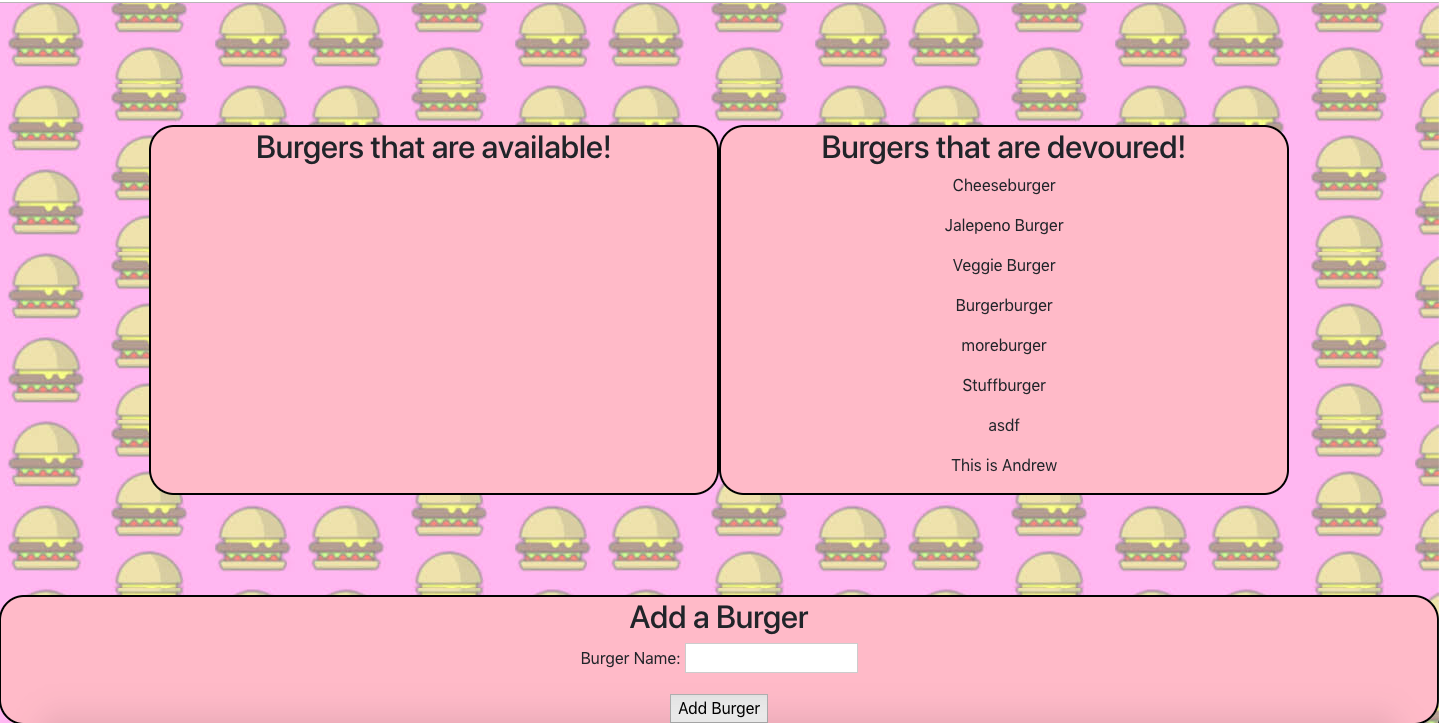 Burgers that are available!
Burgers that are devoured!
Cheeseburger
Jalepeno Burger
Veggie Burger
Burgerburger
moreburger
Stuffburger
asdf
This is Andrew
Add a Burger
Burger Name:
Add Burger